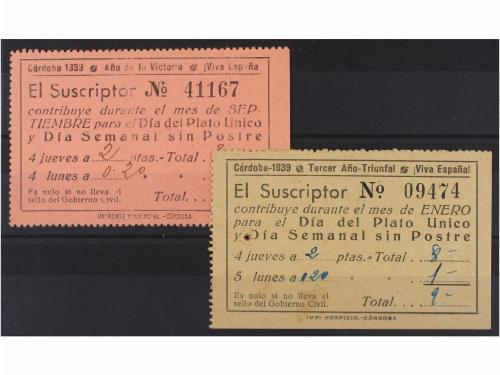 Córdoba 1939 - Año de la Victoria - ¡Viva España
El Suscriptor No 41167
contribuye durante el mes de SEP-
TIEMBRE para el Día del Plato Unico
y Día Semanal sin Postre
4 jueves a 2 ptas.-Total 8
4 lunes a 0.20
Es nulo si no lleva el
sello del Gobierno Civil.
Total
IMPRENTA PROVINCIAL.-CÓRDOBA
Córdoba-1939 - Tercer Año-Triunfal - ¡Viva España!
El Suscriptor No. 09474
contribuye durante el mes de ENERO
para el Día del Plato Unico
y Día Semanal sin Postre
4 jueves a 2 ptas.-Total 8-
5 lunes a 0.20 1-
Es nulo si no lleva el
sello del Gobierno Civil.
Total 9-
IMP: HOSPICIO.-CÓRDOBA